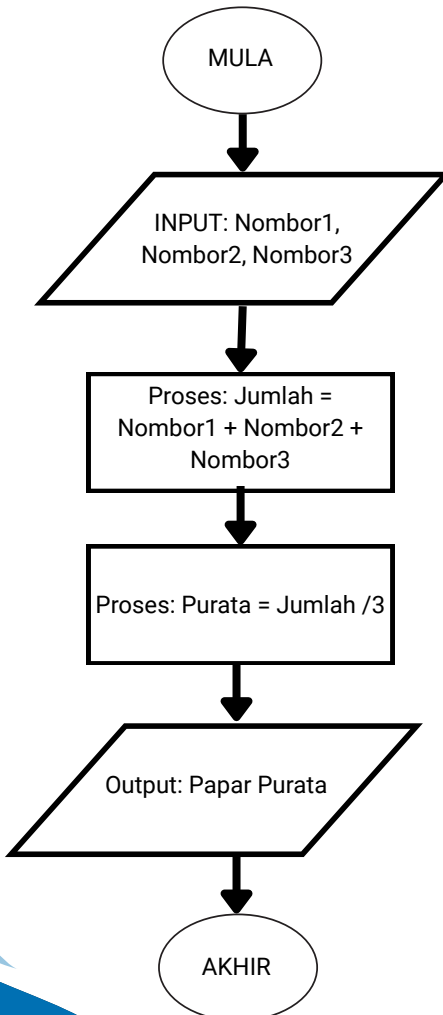 MULA
INPUT: Nombor1,
Nombor2, Nombor3
Proses: Jumlah =
Nombor1 + Nombor2 +
Nombor3
Proses: Purata = Jumlah /3
Output: Papar Purata
AKHIR